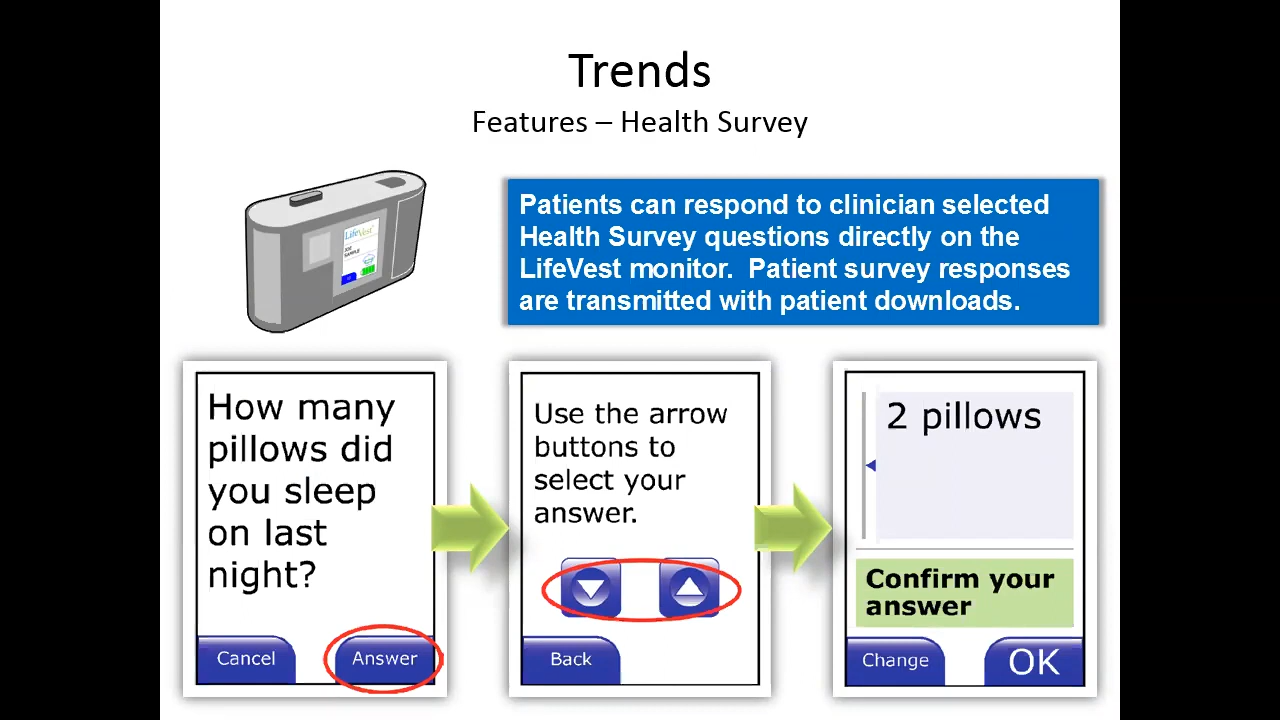 Trends
Features – Health Survey
LifeVest
Patients can respond to clinician selected
Health Survey questions directly on the
LifeVest monitor.  Patient survey responses
are transmitted with patient downloads.
How many
pillows did
you sleep
on last
night?
Cancel
Answer
Use the arrow
buttons to
select your
answer.
Back
2 pillows
Confirm your
answer
Change
OK